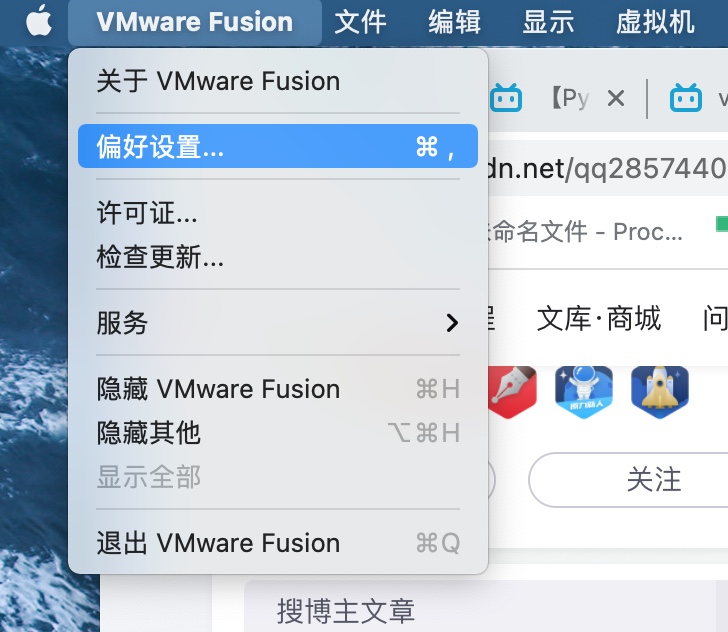 VMware Fusion 文件 编辑 显示 虚拟机
关于 VMware Fusion
【Py
偏好设置... ⌘ ,
dn.net/qq2857440
许可证...
命名文件 - Proc...
检查更新...
服务
文库·商城 问
隐藏 VMware Fusion ⌘H
隐藏其他 ⌥⌘H
显示全部
关注
退出 VMware Fusion ⌘Q
搜博主文章